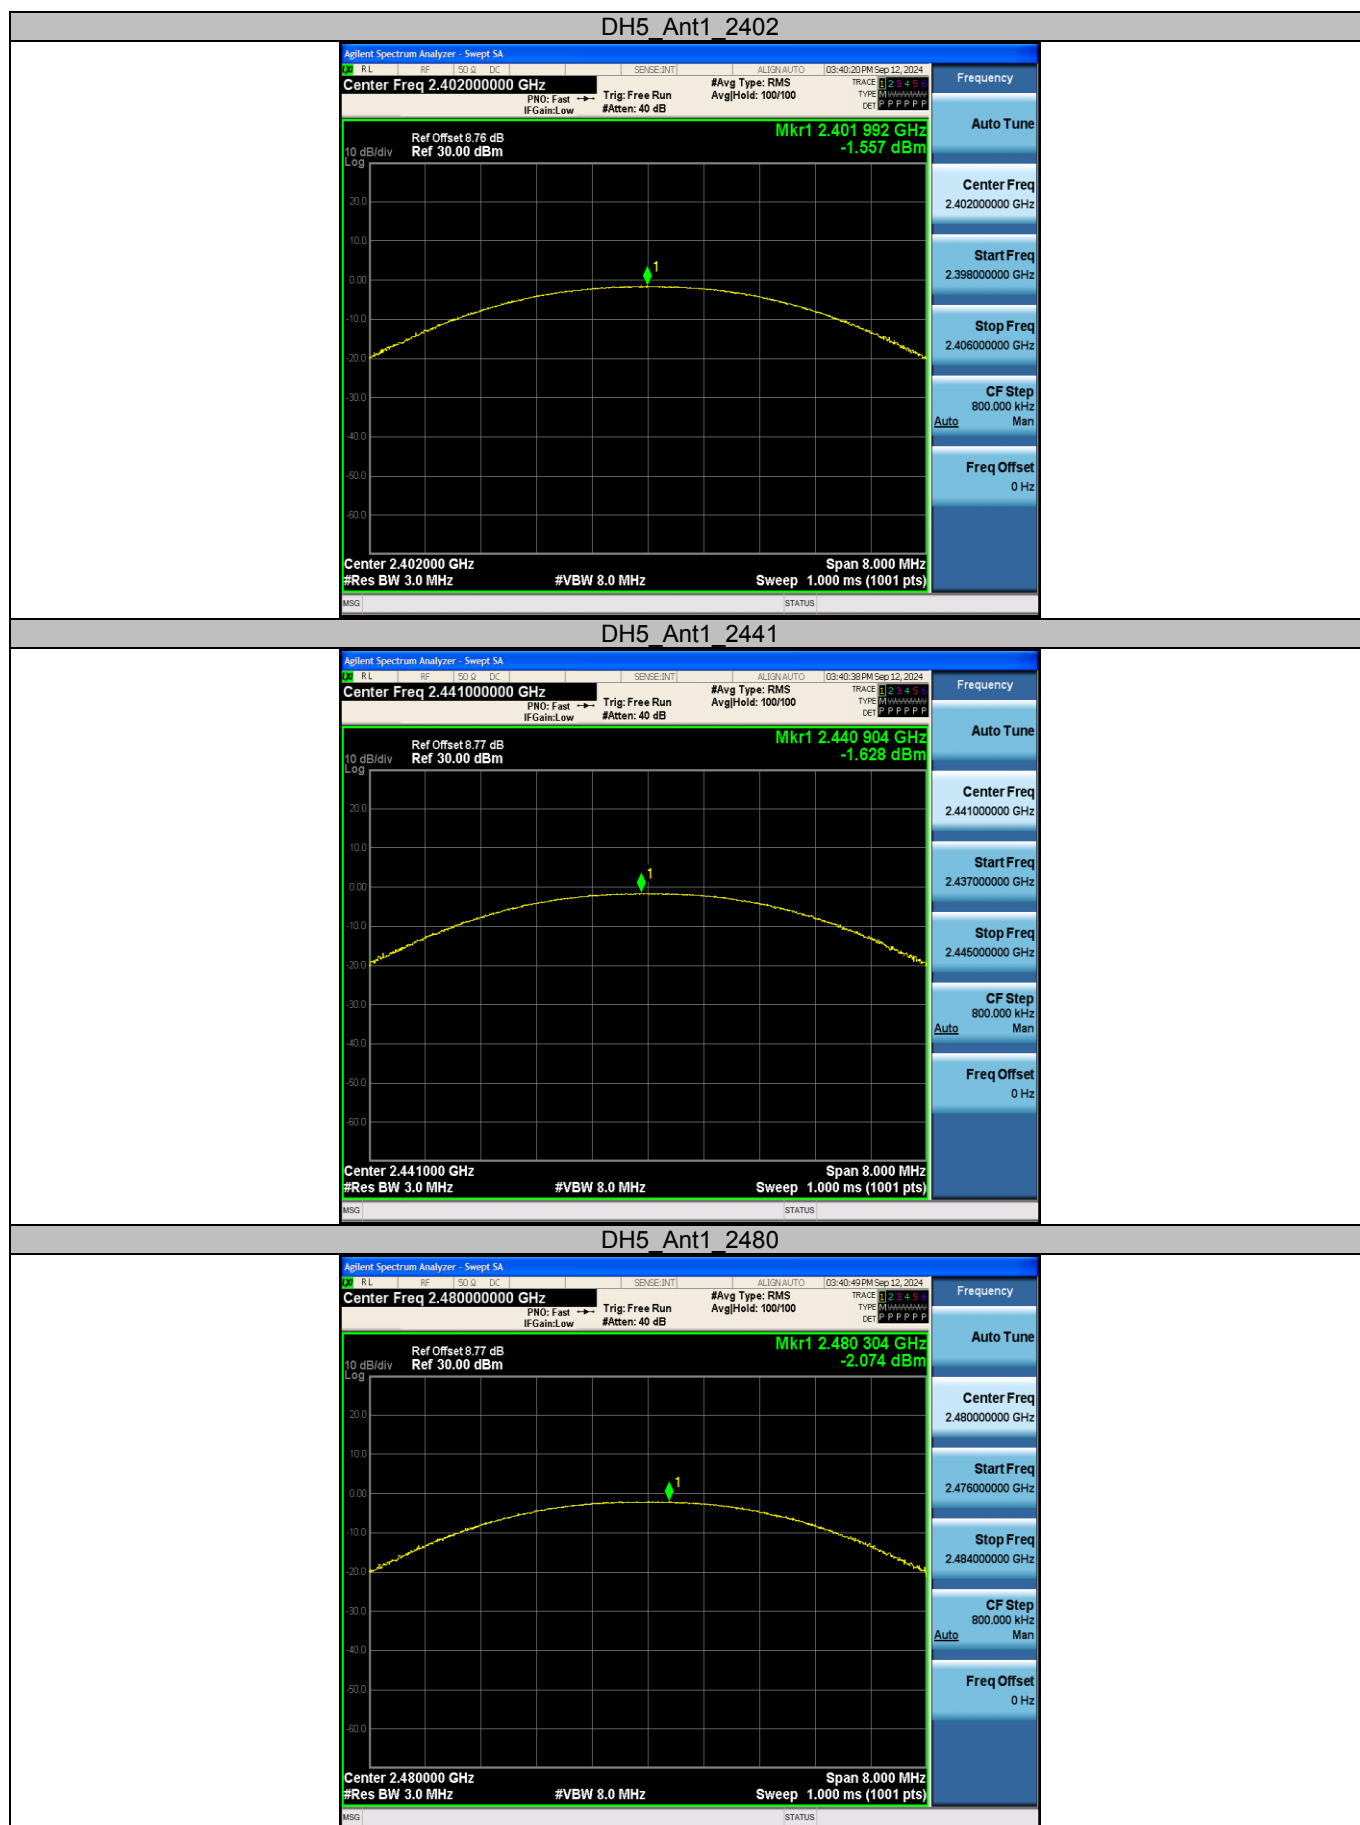 DH5_Ant1_2402
Agilent Spectrum Analyzer - Swept SA
RL RF 50 Ω DC SENSE:INT ALIGN AUTO 03:40:20 PM Sep 12, 2024
Center Freq 2.402000000 GHz
PNO: Fast
IFGain:Low
Trig: Free Run
#Atten: 40 dB
#Avg Type: RMS
Avg|Hold: 100/100
TRACE 1 2 3 4 5 6
TYPE M
DET P P P P P P
Ref Offset 8.76 dB
10 dB/div Ref 30.00 dBm
Log
Mkr1 2.401 992 GHz
-1.557 dBm
20.0
10.0
1
0.00
-10.0
-20.0
-30.0
-40.0
-50.0
-60.0
Center 2.402000 GHz Span 8.000 MHz
#Res BW 3.0 MHz #VBW 8.0 MHz Sweep 1.000 ms (1001 pts)
MSG STATUS
Frequency
Auto Tune
Center Freq
2.402000000 GHz
Start Freq
2.398000000 GHz
Stop Freq
2.406000000 GHz
CF Step
800.000 kHz
Auto Man
Freq Offset
0 Hz
DH5_Ant1_2441
Agilent Spectrum Analyzer - Swept SA
RL RF 50 Ω DC SENSE:INT ALIGN AUTO 03:40:38 PM Sep 12, 2024
Center Freq 2.441000000 GHz
PNO: Fast
IFGain:Low
Trig: Free Run
#Atten: 40 dB
#Avg Type: RMS
Avg|Hold: 100/100
TRACE 1 2 3 4 5 6
TYPE M
DET P P P P P P
Ref Offset 8.77 dB
10 dB/div Ref 30.00 dBm
Log
Mkr1 2.440 904 GHz
-1.628 dBm
20.0
10.0
1
0.00
-10.0
-20.0
-30.0
-40.0
-50.0
-60.0
Center 2.441000 GHz Span 8.000 MHz
#Res BW 3.0 MHz #VBW 8.0 MHz Sweep 1.000 ms (1001 pts)
MSG STATUS
Frequency
Auto Tune
Center Freq
2.441000000 GHz
Start Freq
2.437000000 GHz
Stop Freq
2.445000000 GHz
CF Step
800.000 kHz
Auto Man
Freq Offset
0 Hz
DH5_Ant1_2480
Agilent Spectrum Analyzer - Swept SA
RL RF 50 Ω DC SENSE:INT ALIGN AUTO 03:40:49 PM Sep 12, 2024
Center Freq 2.480000000 GHz
PNO: Fast
IFGain:Low
Trig: Free Run
#Atten: 40 dB
#Avg Type: RMS
Avg|Hold: 100/100
TRACE 1 2 3 4 5 6
TYPE M
DET P P P P P P
Ref Offset 8.77 dB
10 dB/div Ref 30.00 dBm
Log
Mkr1 2.480 304 GHz
-2.074 dBm
20.0
10.0
1
0.00
-10.0
-20.0
-30.0
-40.0
-50.0
-60.0
Center 2.480000 GHz Span 8.000 MHz
#Res BW 3.0 MHz #VBW 8.0 MHz Sweep 1.000 ms (1001 pts)
MSG STATUS
Frequency
Auto Tune
Center Freq
2.480000000 GHz
Start Freq
2.476000000 GHz
Stop Freq
2.484000000 GHz
CF Step
800.000 kHz
Auto Man
Freq Offset
0 Hz